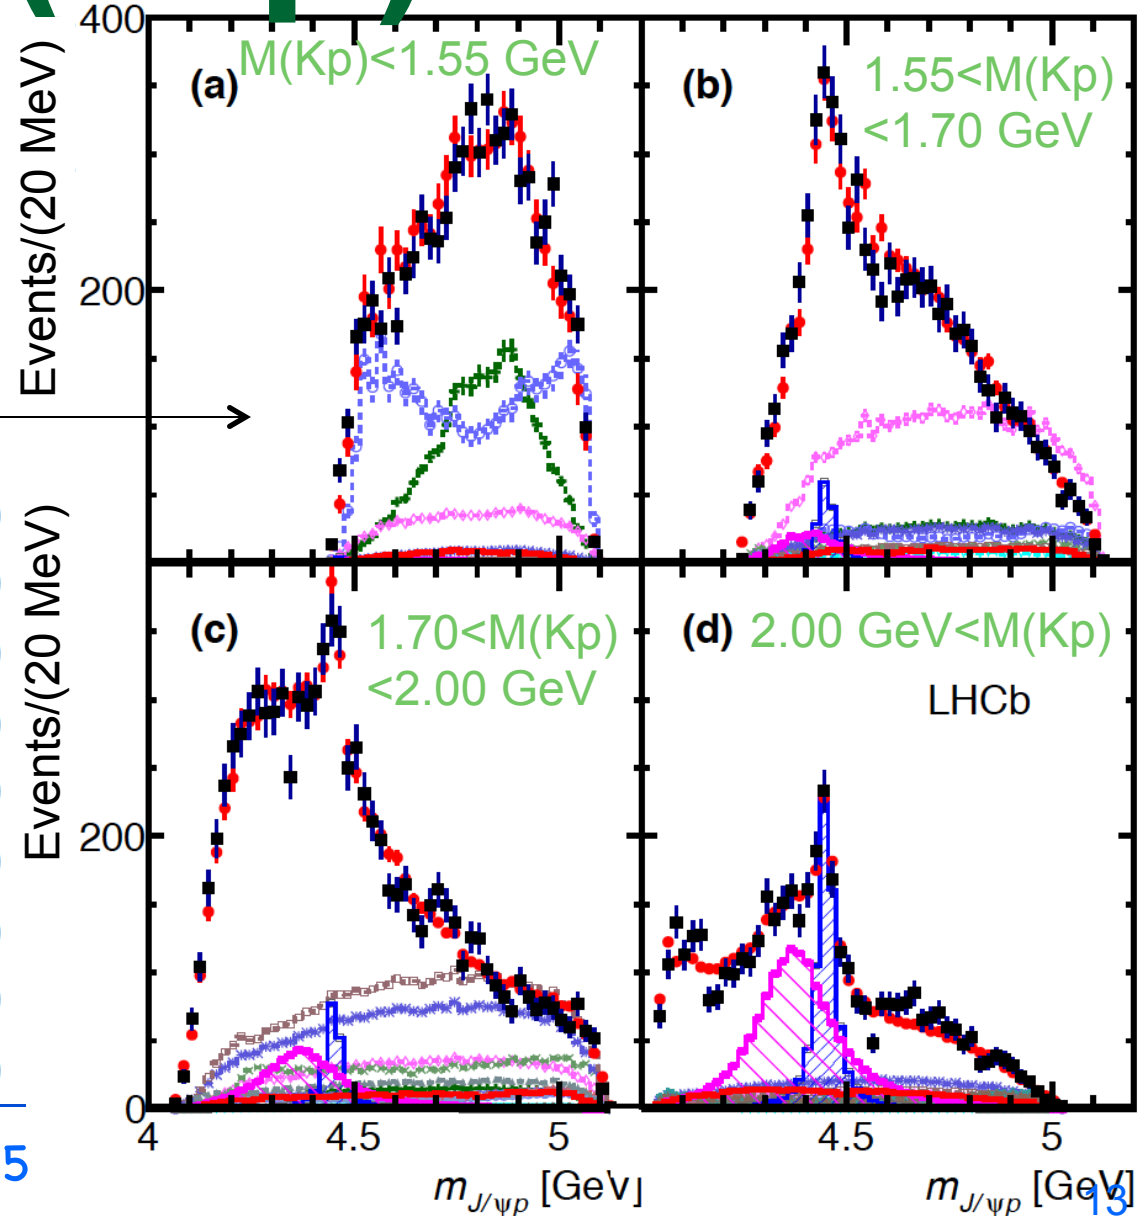 400
Events/(20 MeV)
(a)
M(Kp)<1.55 GeV
(b)
1.55<M(Kp)
<1.70 GeV
200
Events/(20 MeV)
(c)
1.70<M(Kp)
<2.00 GeV
(d)
2.00 GeV<M(Kp)
LHCb
200
0
4
4.5
5
4.5
5
m J/ψp [GeV]
m J/ψp [GeV]
5
13